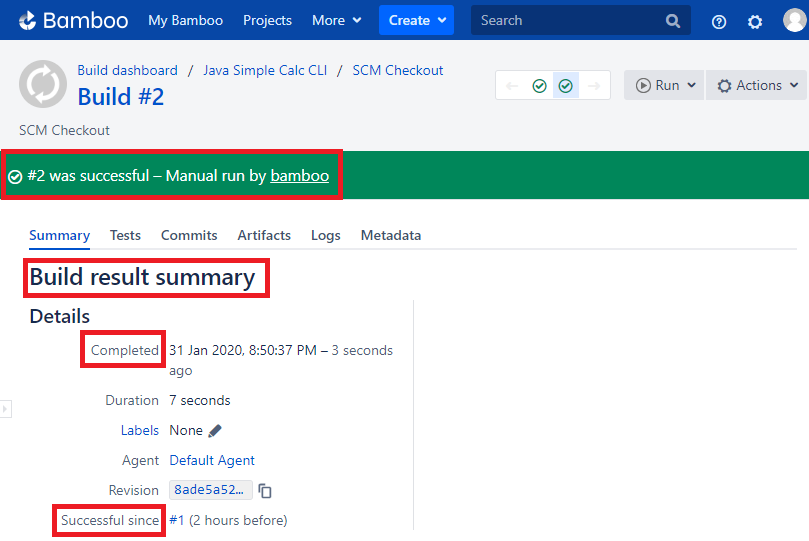 Bamboo My Bamboo Projects More Create Search
Build dashboard / Java Simple Calc CLI / SCM Checkout
Build #2
Run Actions
SCM Checkout
#2 was successful – Manual run by bamboo
Summary Tests Commits Artifacts Logs Metadata
Build result summary
Details
Completed 31 Jan 2020, 8:50:37 PM – 3 seconds
ago
Duration 7 seconds
Labels None
Agent Default Agent
Revision 8ade5a52...
Successful since #1 (2 hours before)